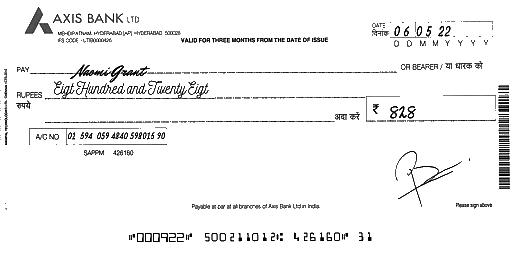 AXIS BANK LTD
MEHDIPATNAM, HYDERABAD [AP] HYDERABAD 500028
IFS CODE - UTIB0000426
VALID FOR THREE MONTHS FROM THE DATE OF ISSUE
DATE
दिनांक 06 05 22
D D M M Y Y Y Y
PAY Naomi Grant OR BEARER / या धारक को
RUPEES Eigt Hundred and Twenty Eigt
रुपये अदा करें ₹ 828
A/C NO 02 594 059 4840 598016 90
SAPPM 426160
Payable at par at all branches of Axis Bank Ltd in India.
Please sign above
"000922" 500211012: 426160" 31